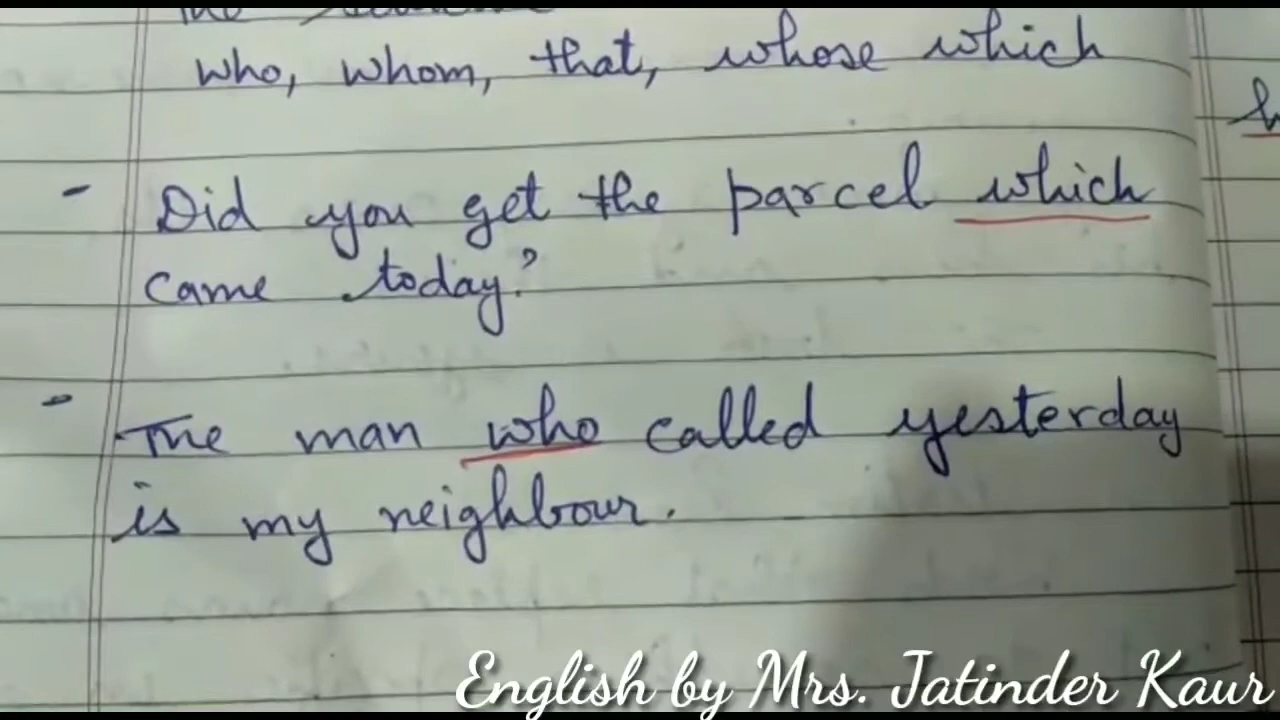 the
who, whom, that, whose which
- Did you get the parcel which
came today?
- The man who called yesterday
is my neighbour.
English by Mrs. Jatinder Kaur